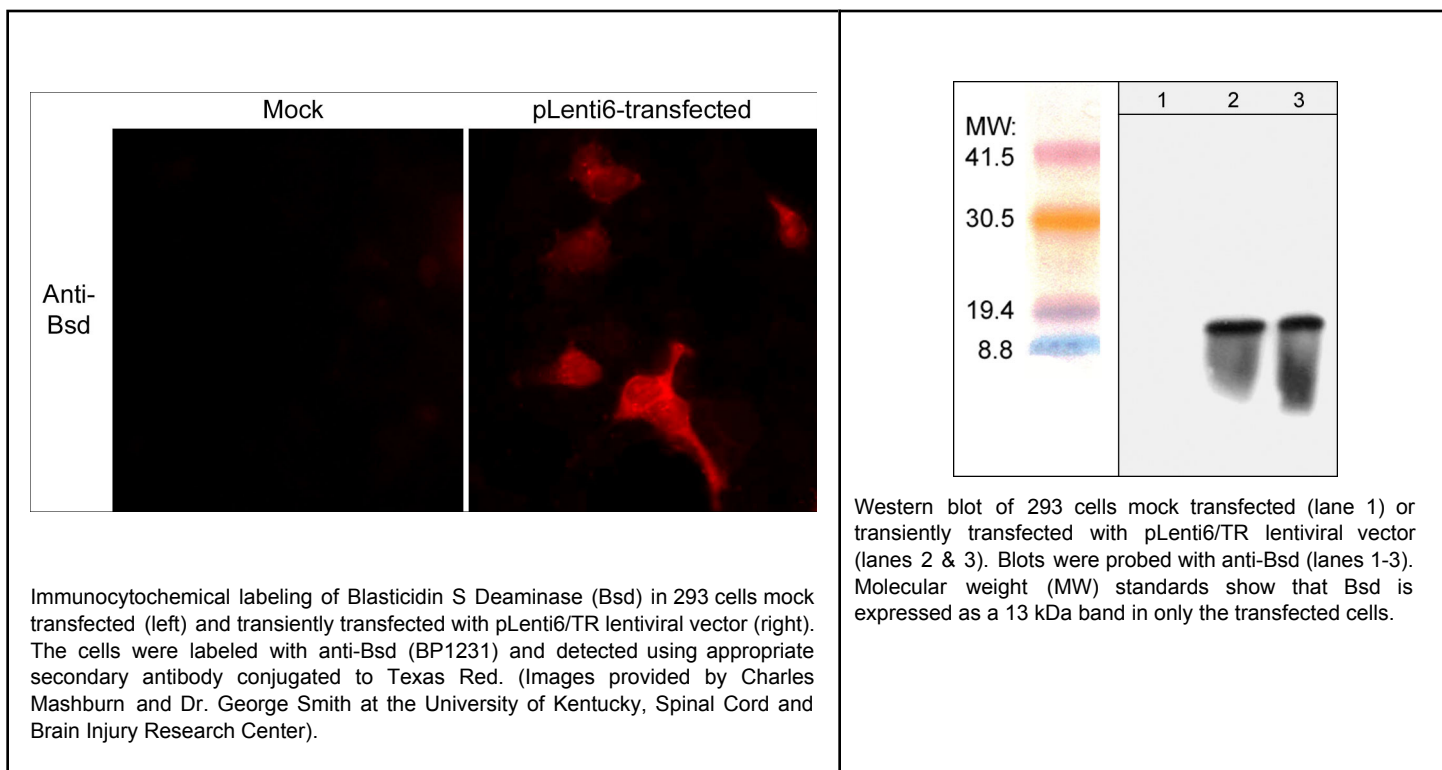 Mock pLenti6-transfected
Anti-
Bsd
Immunocytochemical labeling of Blasticidin S Deaminase (Bsd) in 293 cells mock
transfected (left) and transiently transfected with pLenti6/TR lentiviral vector (right).
The cells were labeled with anti-Bsd (BP1231) and detected using appropriate
secondary antibody conjugated to Texas Red. (Images provided by Charles
Mashburn and Dr. George Smith at the University of Kentucky, Spinal Cord and
Brain Injury Research Center).
1 2 3
MW:
41.5
30.5
19.4
8.8
Western blot of 293 cells mock transfected (lane 1) or
transiently transfected with pLenti6/TR lentiviral vector
(lanes 2 & 3). Blots were probed with anti-Bsd (lanes 1-3).
Molecular weight (MW) standards show that Bsd is
expressed as a 13 kDa band in only the transfected cells.